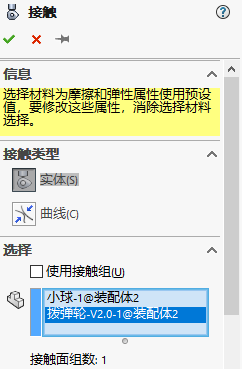 接触
信息
选择材料为摩擦和弹性属性使用预设
值，要修改这些属性，消除选择材料
选择。
接触类型
实体(S)
曲线(C)
选择
使用接触组(U)
小球-1@装配体2
拨弹轮-V2.0-1@装配体2
接触面组数: 1